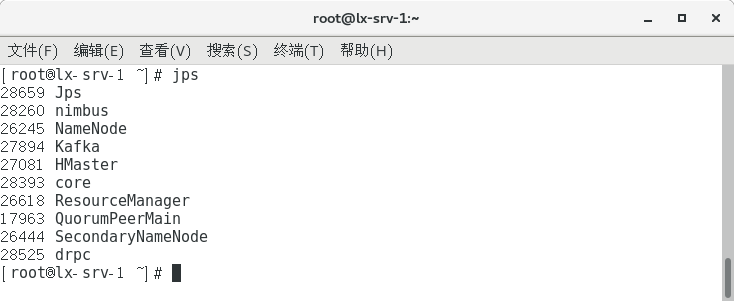 root@lx-srv-1:~
文件(F) 编辑(E) 查看(V) 搜索(S) 终端(T) 帮助(H)
[root@lx-srv-1 ~]# jps
28659 Jps
28260 nimbus
26245 NameNode
27894 Kafka
27081 HMaster
28393 core
26618 ResourceManager
17963 QuorumPeerMain
26444 SecondaryNameNode
28525 drpc
[root@lx-srv-1 ~]#